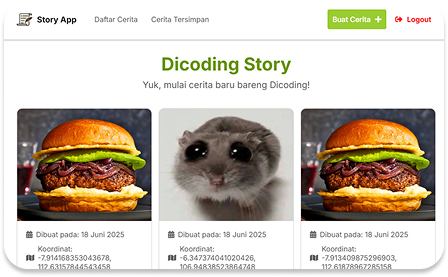 Story App
Daftar Cerita
Cerita Tersimpan
Buat Cerita +
Logout
Dicoding Story
Yuk, mulai cerita baru bareng Dicoding!
Dibuat pada: 18 Juni 2025
Koordinat:
-7.914168353043678,
112.63157844543458
Dibuat pada: 18 Juni 2025
Koordinat:
-6.347374041020426,
106.94838523864748
Dibuat pada: 18 Juni 2025
Koordinat:
-7.913409875296903,
112.61878967285158